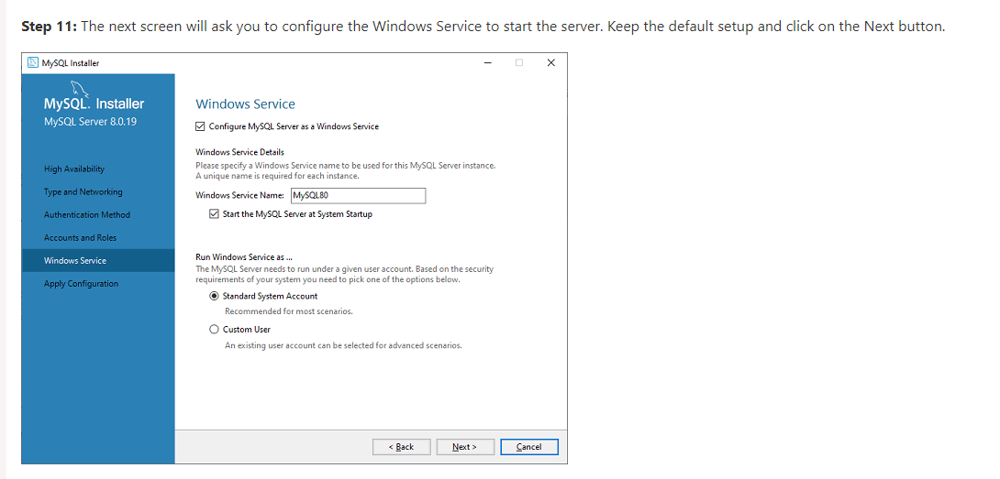 Step 11: The next screen will ask you to configure the Windows Service to start the server. Keep the default setup and click on the Next button.
MySQL Installer
MySQL. Installer
MySQL Server 8.0.19
High Availability
Type and Networking
Authentication Method
Accounts and Roles
Windows Service
Apply Configuration
Windows Service
Configure MySQL Server as a Windows Service
Windows Service Details
Please specify a Windows Service name to be used for this MySQL Server instance.
A unique name is required for each instance.
Windows Service Name: MySQL80
Start the MySQL Server at System Startup
Run Windows Service as ...
The MySQL Server needs to run under a given user account. Based on the security
requirements of your system you need to pick one of the options below.
Standard System Account
Recommended for most scenarios.
Custom User
An existing user account can be selected for advanced scenarios.
< Back Next > Cancel